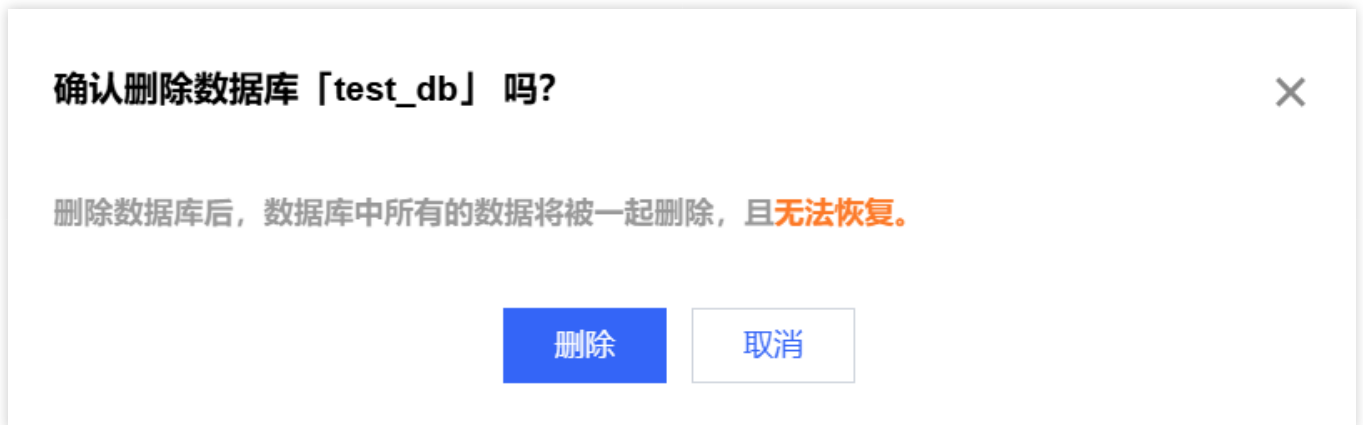 确认删除数据库「test_db」 吗?
删除数据库后，数据库中所有的数据将被一起删除，且无法恢复。
删除
取消